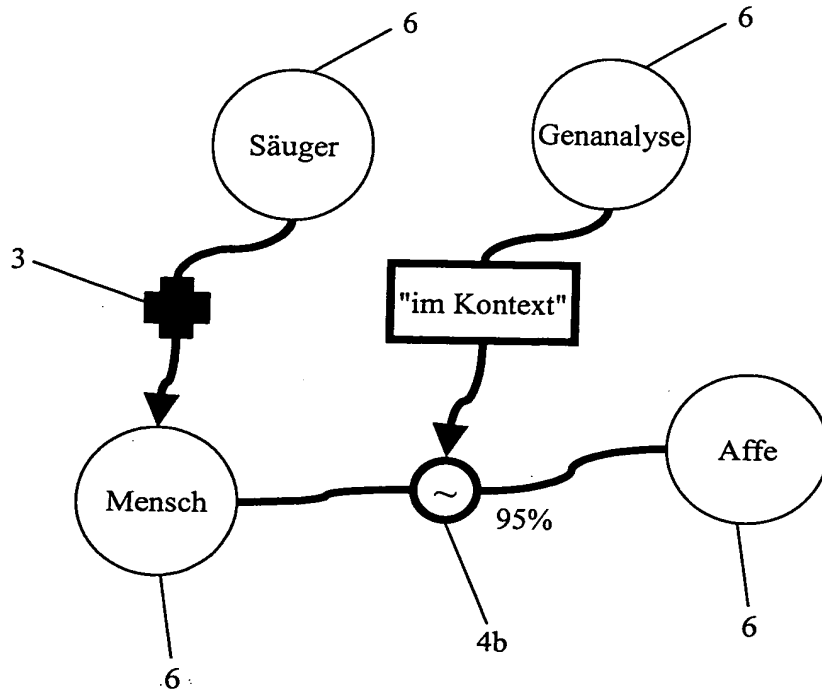 6
6
Säuger
Genanalyse
3
"im Kontext"
Affe
Mensch
~
95%
6
4b
6